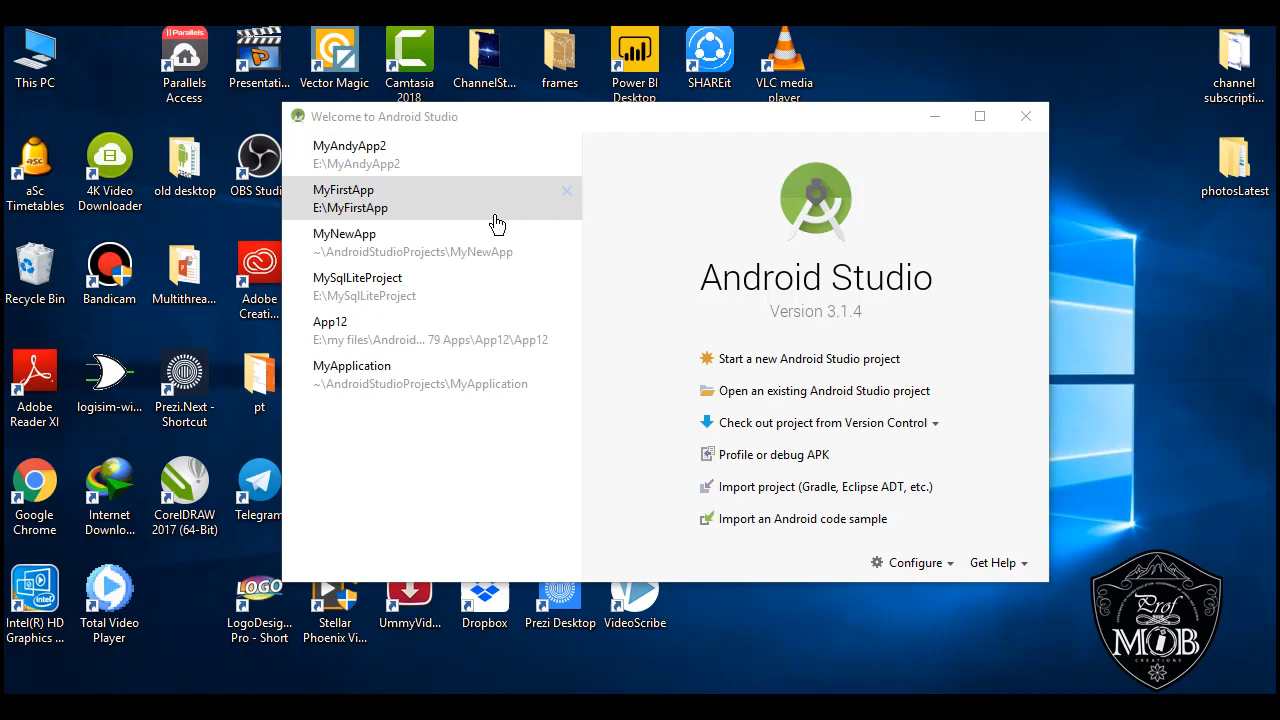 This PC
Parallels
Access
Presentati...
Vector Magic
Camtasia
2018
ChannelSt...
frames
Power BI
Desktop
SHAREit
VLC media
player
channel
subscripti...
aSc
Timetables
4K Video
Downloader
old desktop
OBS Studi
photosLatest
Recycle Bin
Bandicam
Multithrea...
Adobe
Creati...
Adobe
Reader XI
logisim-wi...
Prezi.Next -
Shortcut
pt
Google
Chrome
Internet
Downlo...
CorelDRAW
2017 (64-Bit)
Telegram
Intel(R) HD
Graphics ...
Total Video
Player
LogoDesig...
Pro - Short
Stellar
Phoenix Vi...
UmmyVid...
Dropbox
Prezi Desktop
VideoScribe
Welcome to Android Studio
MyAndyApp2
E:\MyAndyApp2
MyFirstApp
E:\MyFirstApp
MyNewApp
~\AndroidStudioProjects\MyNewApp
MySqlLiteProject
E:\MySqlLiteProject
App12
E:\my files\Android... 79 Apps\App12\App12
MyApplication
~\AndroidStudioProjects\MyApplication
Android Studio
Version 3.1.4
Start a new Android Studio project
Open an existing Android Studio project
Check out project from Version Control
Profile or debug APK
Import project (Gradle, Eclipse ADT, etc.)
Import an Android code sample
Configure
Get Help
Parallels
asc
LOGO
intel
Prof
MOB
CREATIONS